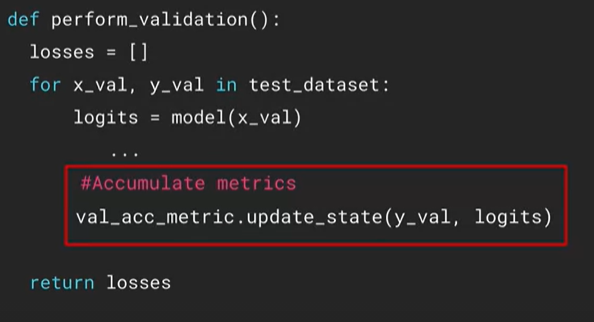 def perform_validation():
  losses = []
  for x_val, y_val in test_dataset:
      logits = model(x_val)
         ...
      #Accumulate metrics
      val_acc_metric.update_state(y_val, logits)
  return losses